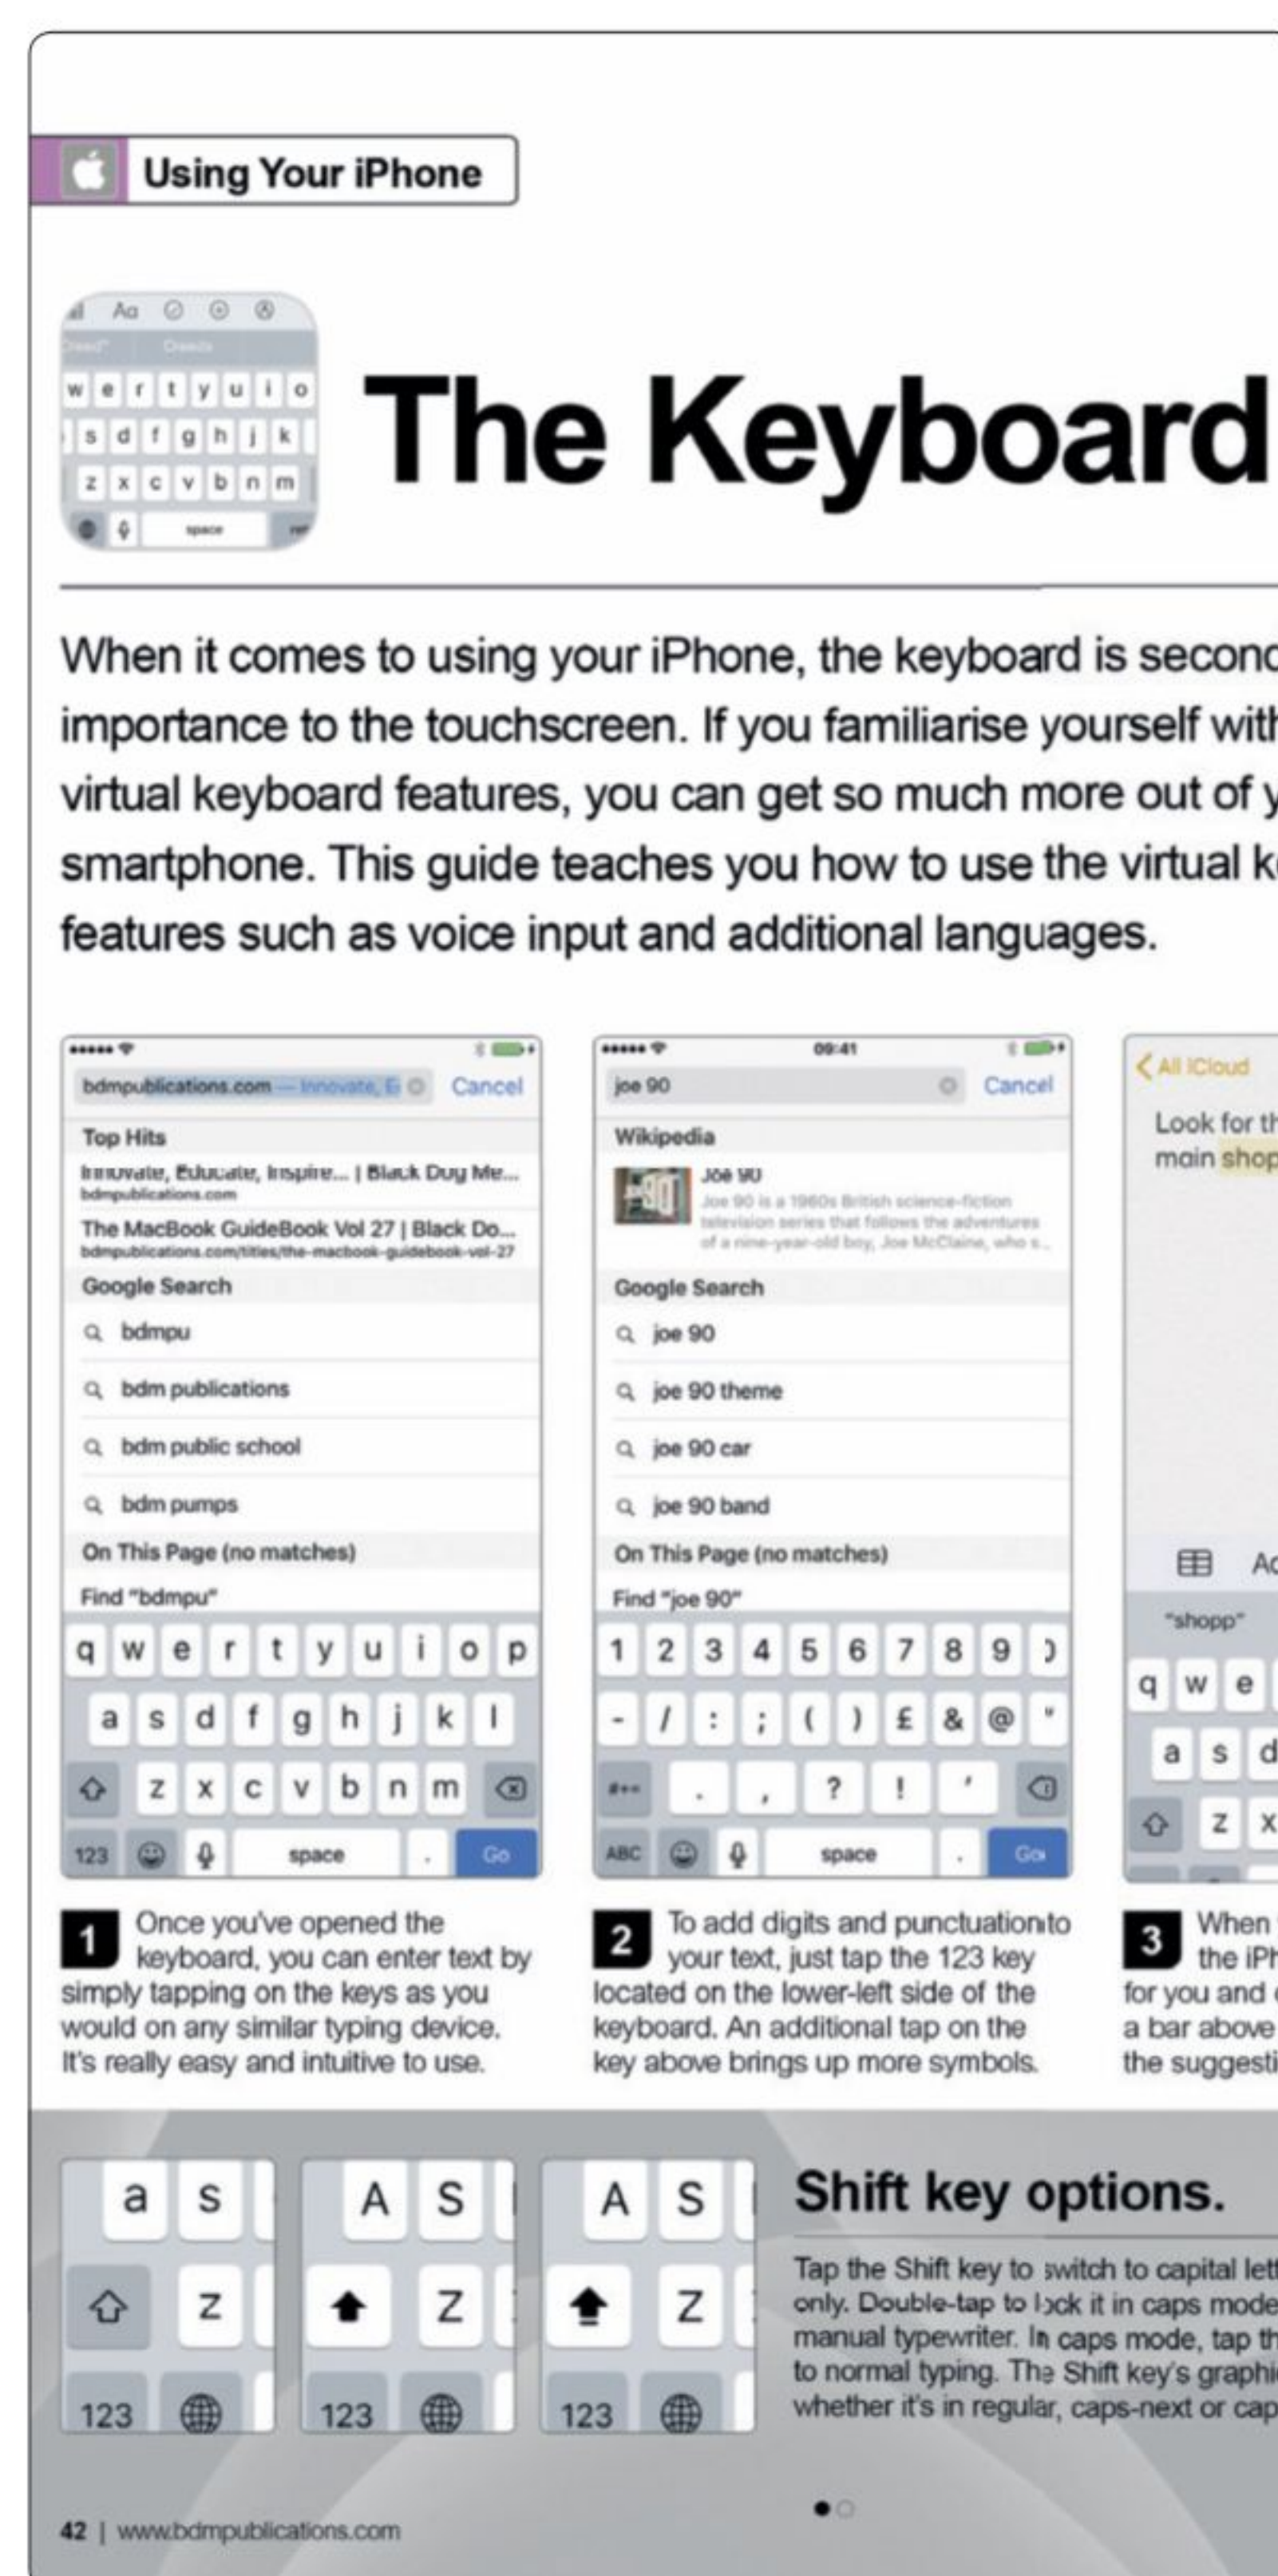 Using Your iPhone
Aa
Creeds
w e r t y u i o
s d f g h j k
z x c v b n m
space
The Keyboard
When it comes to using your iPhone, the keyboard is second
importance to the touchscreen. If you familiarise yourself with
virtual keyboard features, you can get so much more out of y
smartphone. This guide teaches you how to use the virtual ke
features such as voice input and additional languages.
bdmpublications.com — Innovate, E
Cancel
Top Hits
Innovate, Educate, Inspire... | Black Dog Me...
bdmpublications.com
The MacBook GuideBook Vol 27 | Black Do...
bdmpublications.com/titles/the-macbook-guidebook-vol-27
Google Search
bdmpu
bdm publications
bdm public school
bdm pumps
On This Page (no matches)
Find "bdmpu"
q w e r t y u i o p
a s d f g h j k l
z x c v b n m
123 space . Go
09:41
joe 90
Cancel
Wikipedia
Joe 90
Joe 90 is a 1960s British science-fiction
television series that follows the adventures
of a nine-year-old boy, Joe McClaine, who s...
Google Search
joe 90
joe 90 theme
joe 90 car
joe 90 band
On This Page (no matches)
Find "joe 90"
1 2 3 4 5 6 7 8 9 0
- / : ; ( ) £ & @ "
#+= . , ? ! '
ABC space . Go
All iCloud
Look for th
main shop
"shopp"
q w e
a s d
z x
1 Once you've opened the
keyboard, you can enter text by
simply tapping on the keys as you
would on any similar typing device.
It's really easy and intuitive to use.
2 To add digits and punctuation to
your text, just tap the 123 key
located on the lower-left side of the
keyboard. An additional tap on the
key above brings up more symbols.
3 When
the iPh
for you and
a bar above
the suggesti
a s
z
123
A S
Z
123
A S
Z
123
Shift key options.
Tap the Shift key to switch to capital lett
only. Double-tap to lock it in caps mode
manual typewriter. In caps mode, tap th
to normal typing. The Shift key's graphi
whether it's in regular, caps-next or cap
42 | www.bdmpublications.com